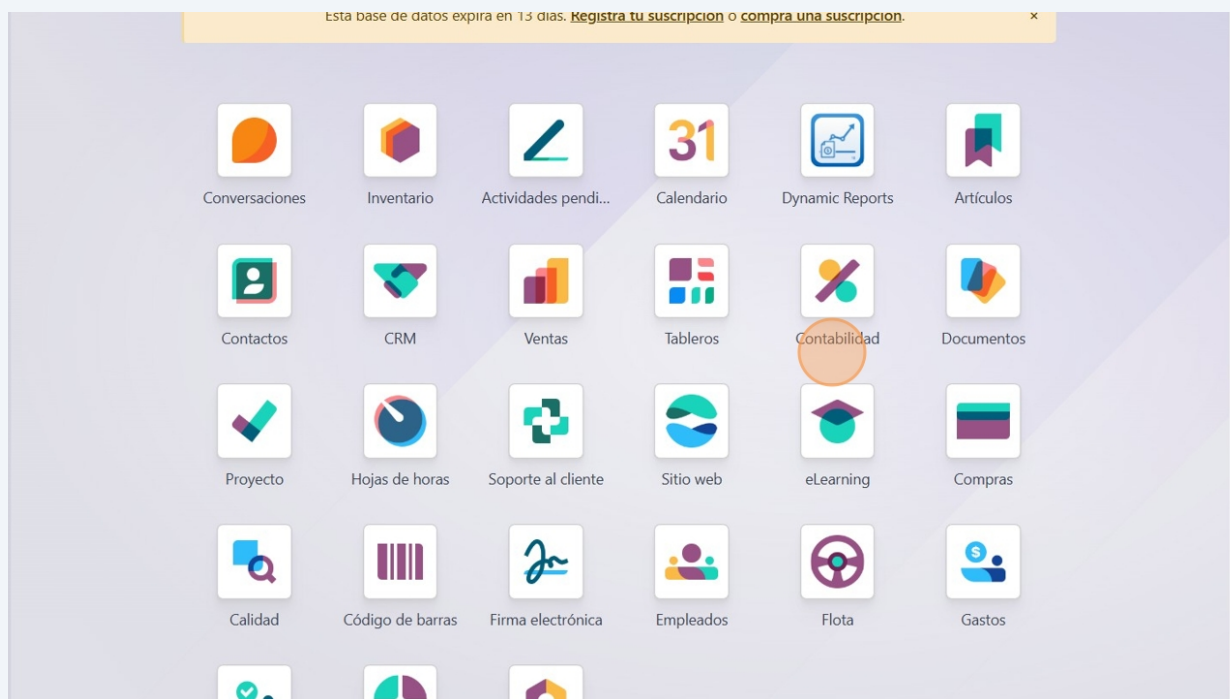 Esta base de datos expira en 13 días. Registra tu suscripción o compra una suscripción. ×
31
Conversaciones Inventario Actividades pendi... Calendario Dynamic Reports Artículos
Contactos CRM Ventas Tableros Contabilidad Documentos
Proyecto Hojas de horas Soporte al cliente Sitio web eLearning Compras
$
Calidad Código de barras Firma electrónica Empleados Flota Gastos